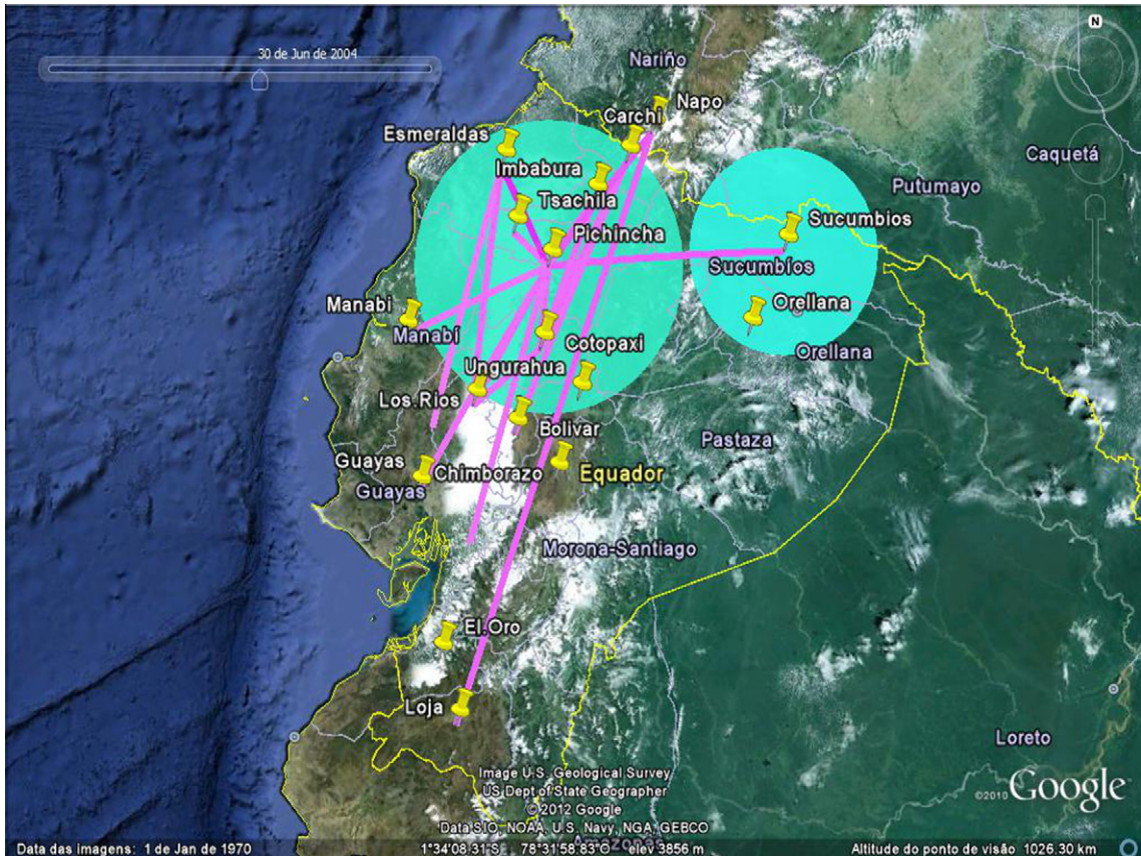 30 de Jun de 2004
N
Nariño
Napo
Carchi
Esmeraldas
Imbabura
Caquetá
Putumayo
Tsachila
Sucumbios
Pichincha
Sucumbíos
Manabi
Orellana
Manabí
Cotopaxi
Orellana
Ungurahua
Los.Rios
Bolivar
Pastaza
Guayas
Chimborazo
Equador
Guayas
Morona-Santiago
El.Oro
Loja
Loreto
Image U.S. Geological Survey
US Dept of State Geographer
© 2012 Google
©2010 Google
Data SIO, NOAA, U.S. Navy, NGA, GEBCO
Amazonas
Data das imagens: 1 de Jan de 1970
1°34'08.31"S 78°31'58.83"O elev 3856 m
Altitude do ponto de visão 1026.30 km